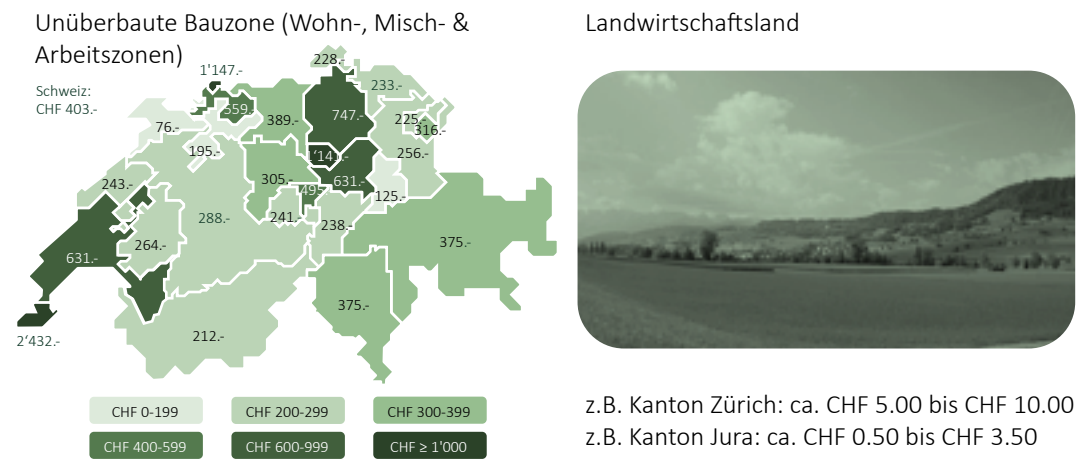 Unüberbaute Bauzone (Wohn-, Misch- &
Arbeitszonen)
Schweiz:
CHF 403.-
1'147.-
228.-
233.-
559.-
389.-
747.-
76.-
225.-
316.-
195.-
1'141.-
256.-
305.-
631.-
243.-
495.-
125.-
288.-
241.-
238.-
264.-
375.-
631.-
375.-
212.-
2'432.-
CHF 0-199
CHF 200-299
CHF 300-399
CHF 400-599
CHF 600-999
CHF ≥ 1'000
Landwirtschaftsland
z.B. Kanton Zürich: ca. CHF 5.00 bis CHF 10.00
z.B. Kanton Jura: ca. CHF 0.50 bis CHF 3.50